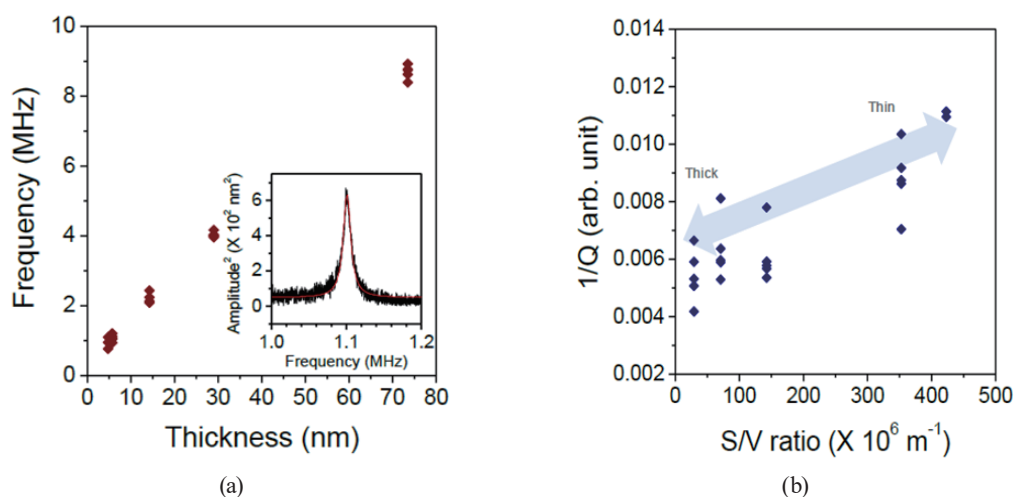 10
8
6
4
2
0
Frequency (MHz)
0 10 20 30 40 50 60 70 80
Thickness (nm)
6
4
2
0
Amplitude² (X 10² nm²)
1.0 1.1 1.2
Frequency (MHz)
(a)
0.014
0.012
0.010
0.008
0.006
0.004
0.002
1/Q (arb. unit)
Thin
Thick
0 100 200 300 400 500
S/V ratio (X 10⁶ m⁻¹)
(b)